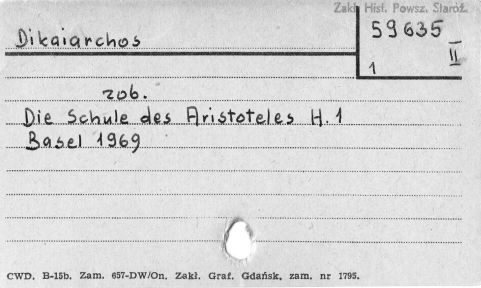 Zakł. Hist. Powsz. Staroż.
59635
II
1
Dikaiarchos
zob.
Die Schule des Aristoteles H. 1
Basel 1969
CWD. B-15b. Zam. 657-DW/On. Zakł. Graf. Gdańsk, zam. nr 1795.